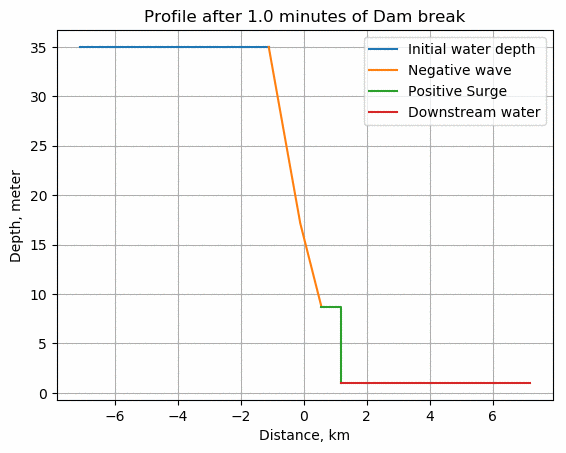 Profile after 1.0 minutes of Dam break
Initial water depth
Negative wave
Positive Surge
Downstream water
Depth, meter
35
30
25
20
15
10
5
0
−6
−4
−2
0
2
4
6
Distance, km